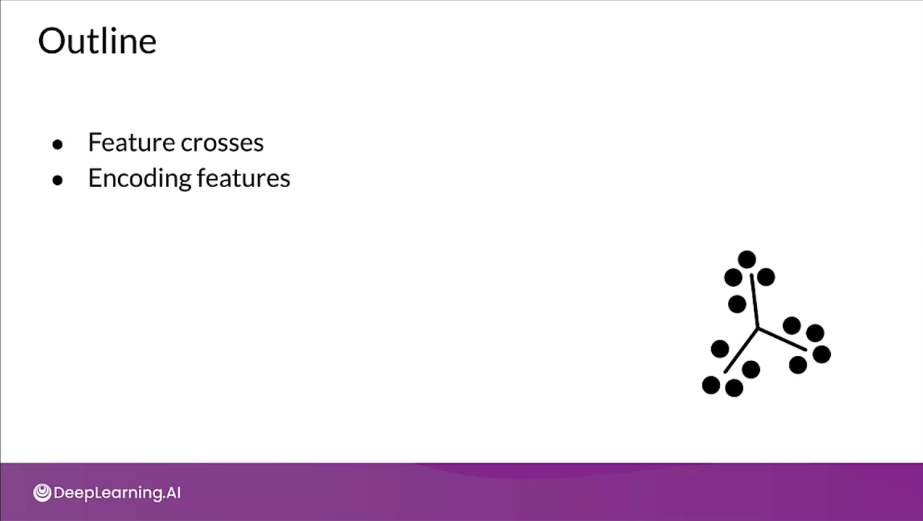 Outline
● Feature crosses
● Encoding features
DeepLearning.AI